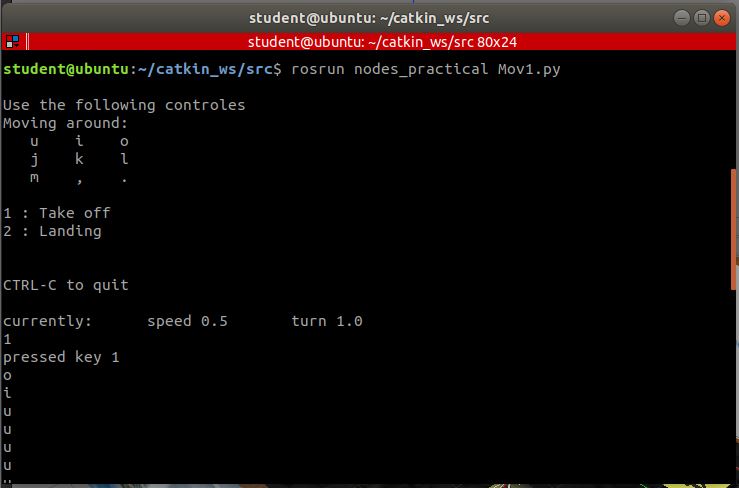 student@ubuntu: ~/catkin_ws/src
student@ubuntu: ~/catkin_ws/src 80x24
student@ubuntu:~/catkin_ws/src$ rosrun nodes_practical Mov1.py
Use the following controles
Moving around:
u i o
j k l
m , .
1 : Take off
2 : Landing
CTRL-C to quit
currently: speed 0.5 turn 1.0
1
pressed key 1
o
i
u
u
u
u